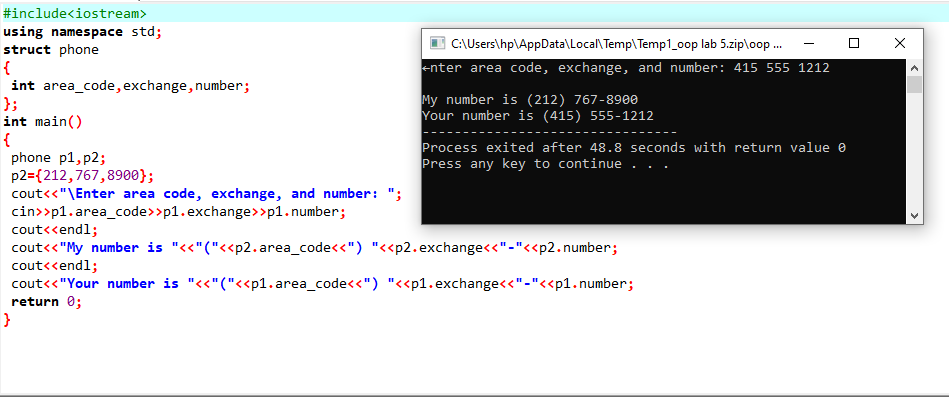 #include<iostream>
using namespace std;
struct phone
{
int area_code,exchange,number;
};
int main()
{
phone p1,p2;
p2={212,767,8900};
cout<<"\Enter area code, exchange, and number: ";
cin>>p1.area_code>>p1.exchange>>p1.number;
cout<<endl;
cout<<"My number is "<<"("<<p2.area_code<<") "<<p2.exchange<<"-"<<p2.number;
cout<<endl;
cout<<"Your number is "<<"("<<p1.area_code<<") "<<p1.exchange<<"-"<<p1.number;
return 0;
}
C:\Users\hp\AppData\Local\Temp\Temp1_oop lab 5.zip\oop ...
←nter area code, exchange, and number: 415 555 1212
My number is (212) 767-8900
Your number is (415) 555-1212
--------------------------------
Process exited after 48.8 seconds with return value 0
Press any key to continue . . .